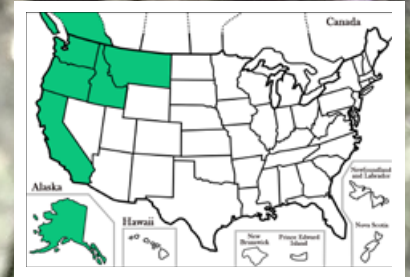 Canada
Alaska
Hawaii
New
Brunswick
Prince Edward
Island
Newfoundland
and Labrador
Nova Scotia